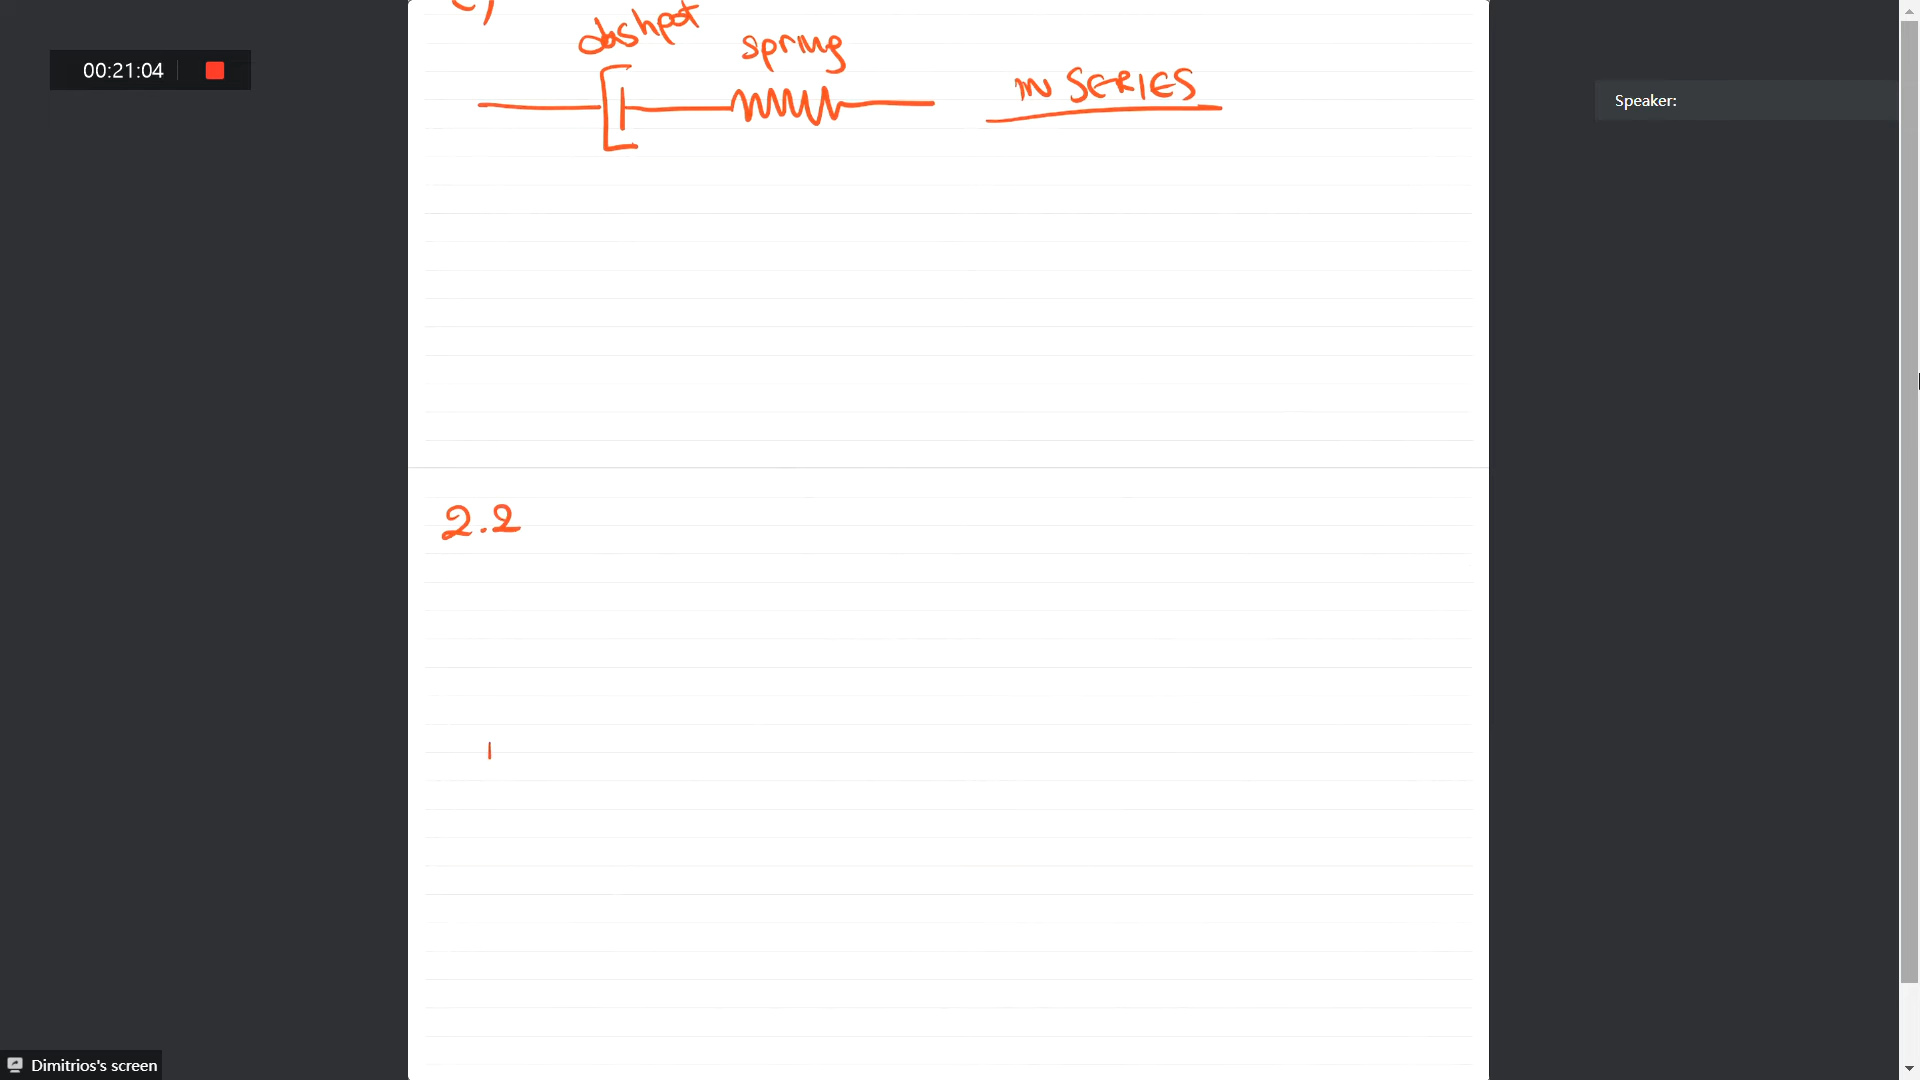 c)
dashpot
spring
in SERIES
00:21:04
Speaker:
2.2
Dimitrios's screen